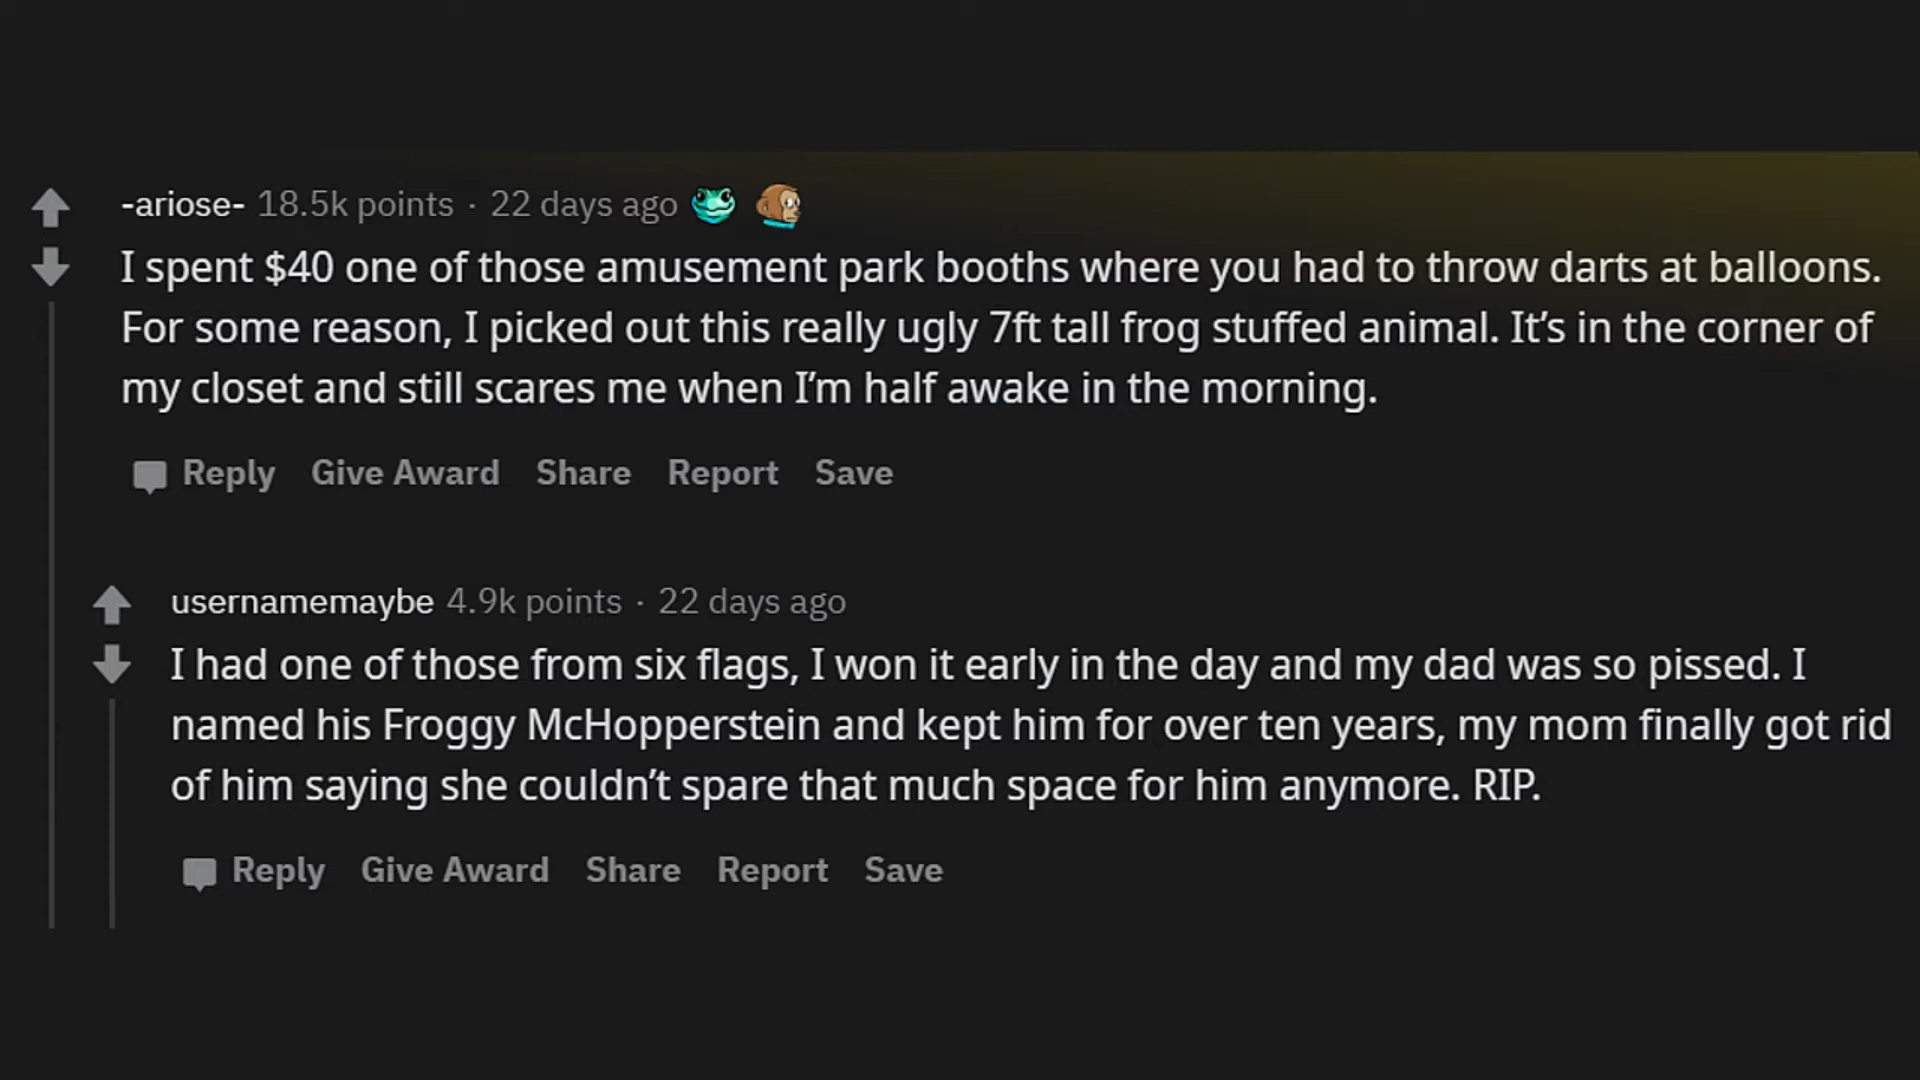 -ariose- 18.5k points · 22 days ago
I spent $40 one of those amusement park booths where you had to throw darts at balloons.
For some reason, I picked out this really ugly 7ft tall frog stuffed animal. It’s in the corner of
my closet and still scares me when I’m half awake in the morning.
Reply Give Award Share Report Save
usernamemaybe 4.9k points · 22 days ago
I had one of those from six flags, I won it early in the day and my dad was so pissed. I
named his Froggy McHopperstein and kept him for over ten years, my mom finally got rid
of him saying she couldn’t spare that much space for him anymore. RIP.
Reply Give Award Share Report Save